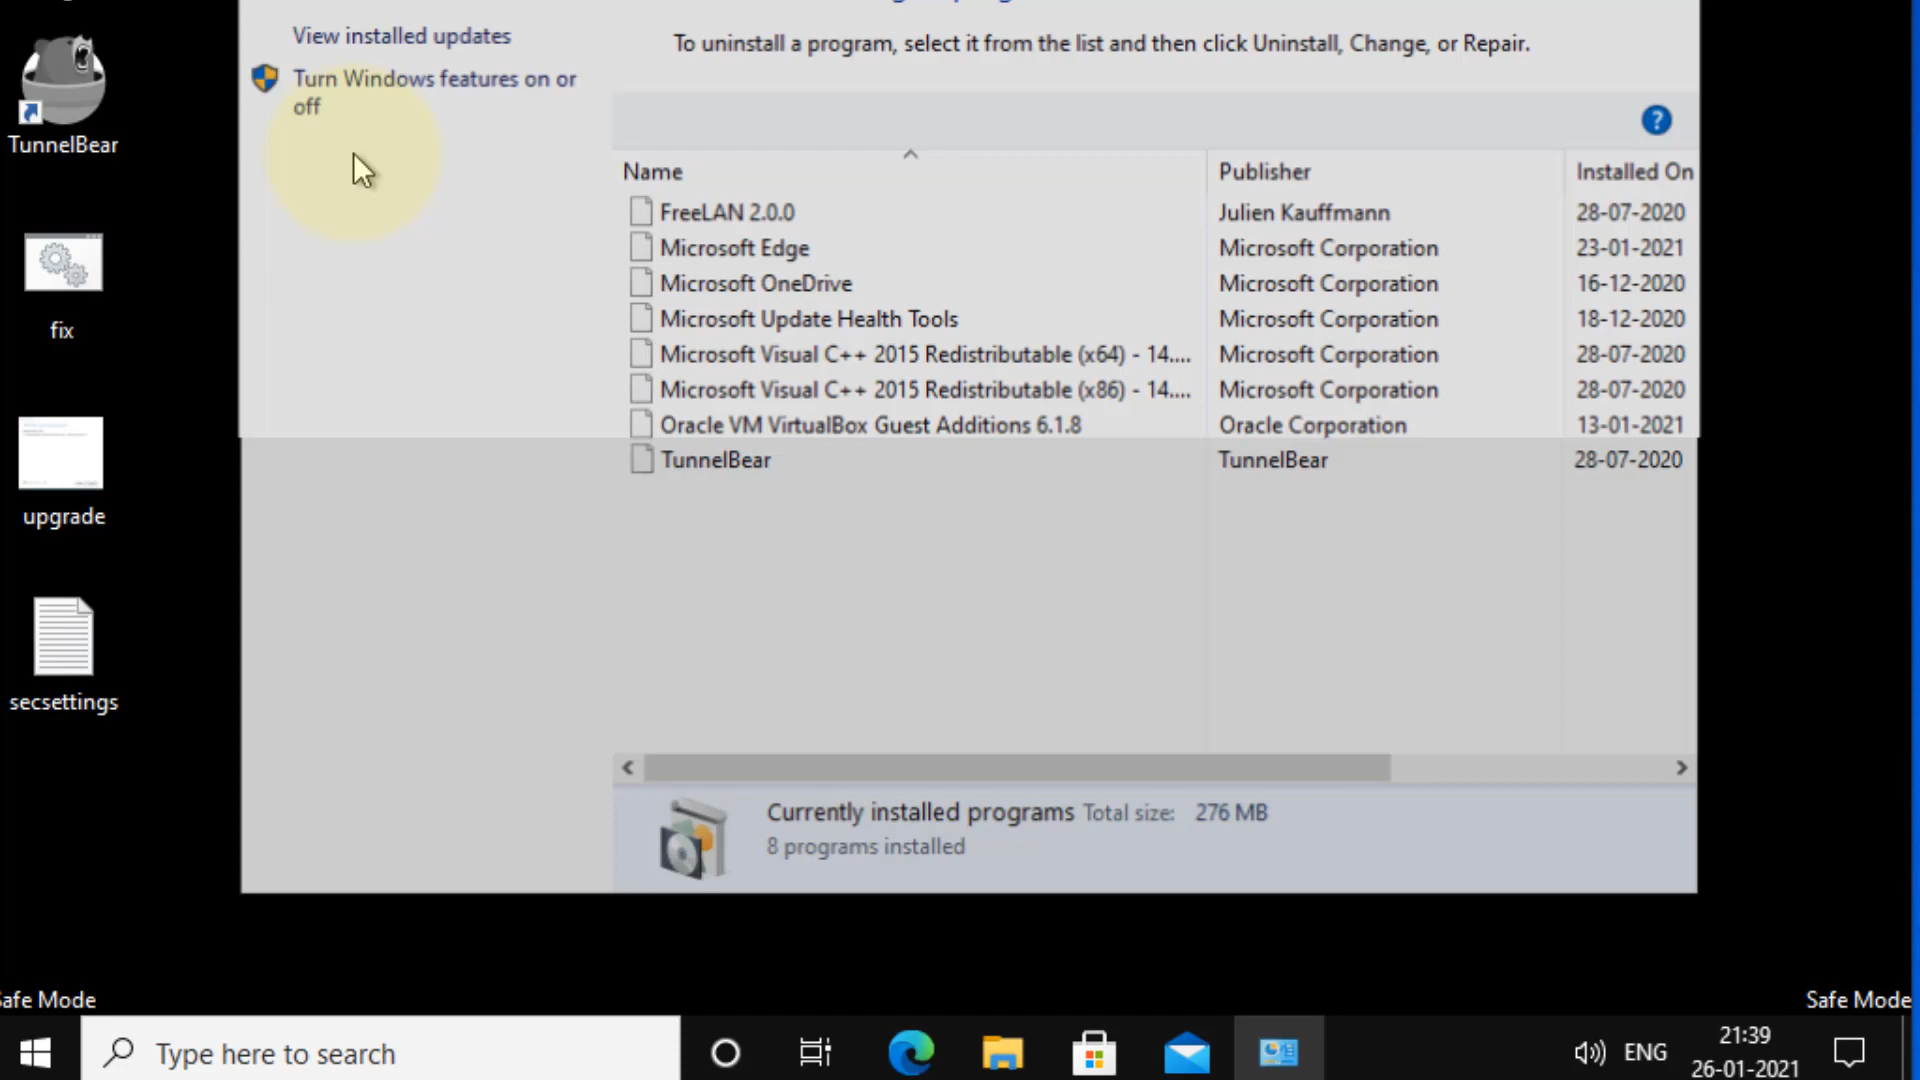 View installed updates
To uninstall a program, select it from the list and then click Uninstall, Change, or Repair.
Turn Windows features on or
off
TunnelBear
fix
upgrade
secsettings
Name Publisher Installed On
FreeLAN 2.0.0 Julien Kauffmann 28-07-2020
Microsoft Edge Microsoft Corporation 23-01-2021
Microsoft OneDrive Microsoft Corporation 16-12-2020
Microsoft Update Health Tools Microsoft Corporation 18-12-2020
Microsoft Visual C++ 2015 Redistributable (x64) - 14.... Microsoft Corporation 28-07-2020
Microsoft Visual C++ 2015 Redistributable (x86) - 14.... Microsoft Corporation 28-07-2020
Oracle VM VirtualBox Guest Additions 6.1.8 Oracle Corporation 13-01-2021
TunnelBear TunnelBear 28-07-2020
Currently installed programs Total size: 276 MB
8 programs installed
afe Mode Safe Mode
Type here to search
ENG
21:39
26-01-2021